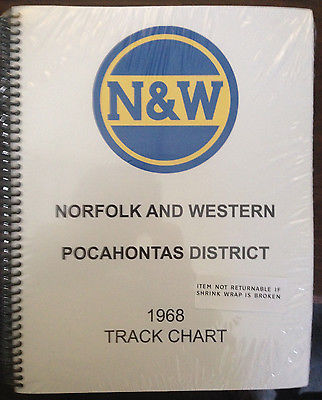 N&W
NORFOLK AND WESTERN
POCAHONTAS DISTRICT
ITEM NOT RETURNABLE IF
SHRINK WRAP IS BROKEN
1968
TRACK CHART